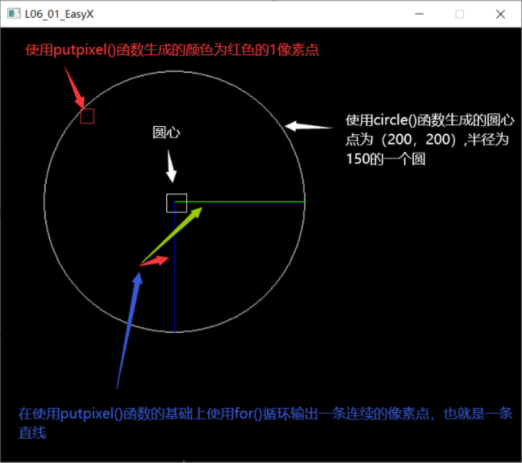 L06_01_EasyX
使用putpixel()函数生成的颜色为红色的1像素点
圆心
使用circle()函数生成的圆心
点为（200，200）,半径为
150的一个圆
在使用putpixel()函数的基础上使用for()循环输出一条连续的像素点，也就是一条
直线